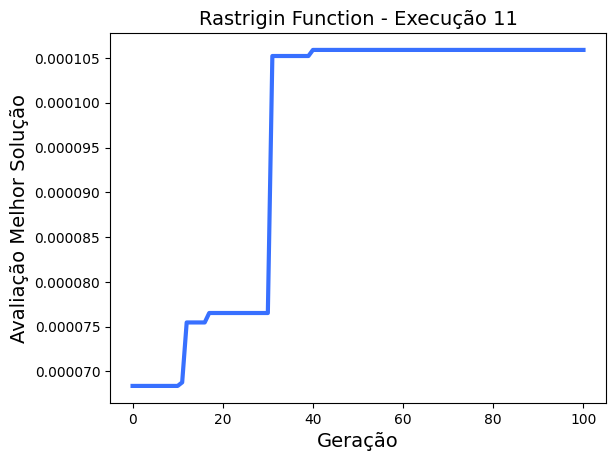 Rastrigin Function - Execução 11
Avaliação Melhor Solução
0.000105
0.000100
0.000095
0.000090
0.000085
0.000080
0.000075
0.000070
0 20 40 60 80 100
Geração